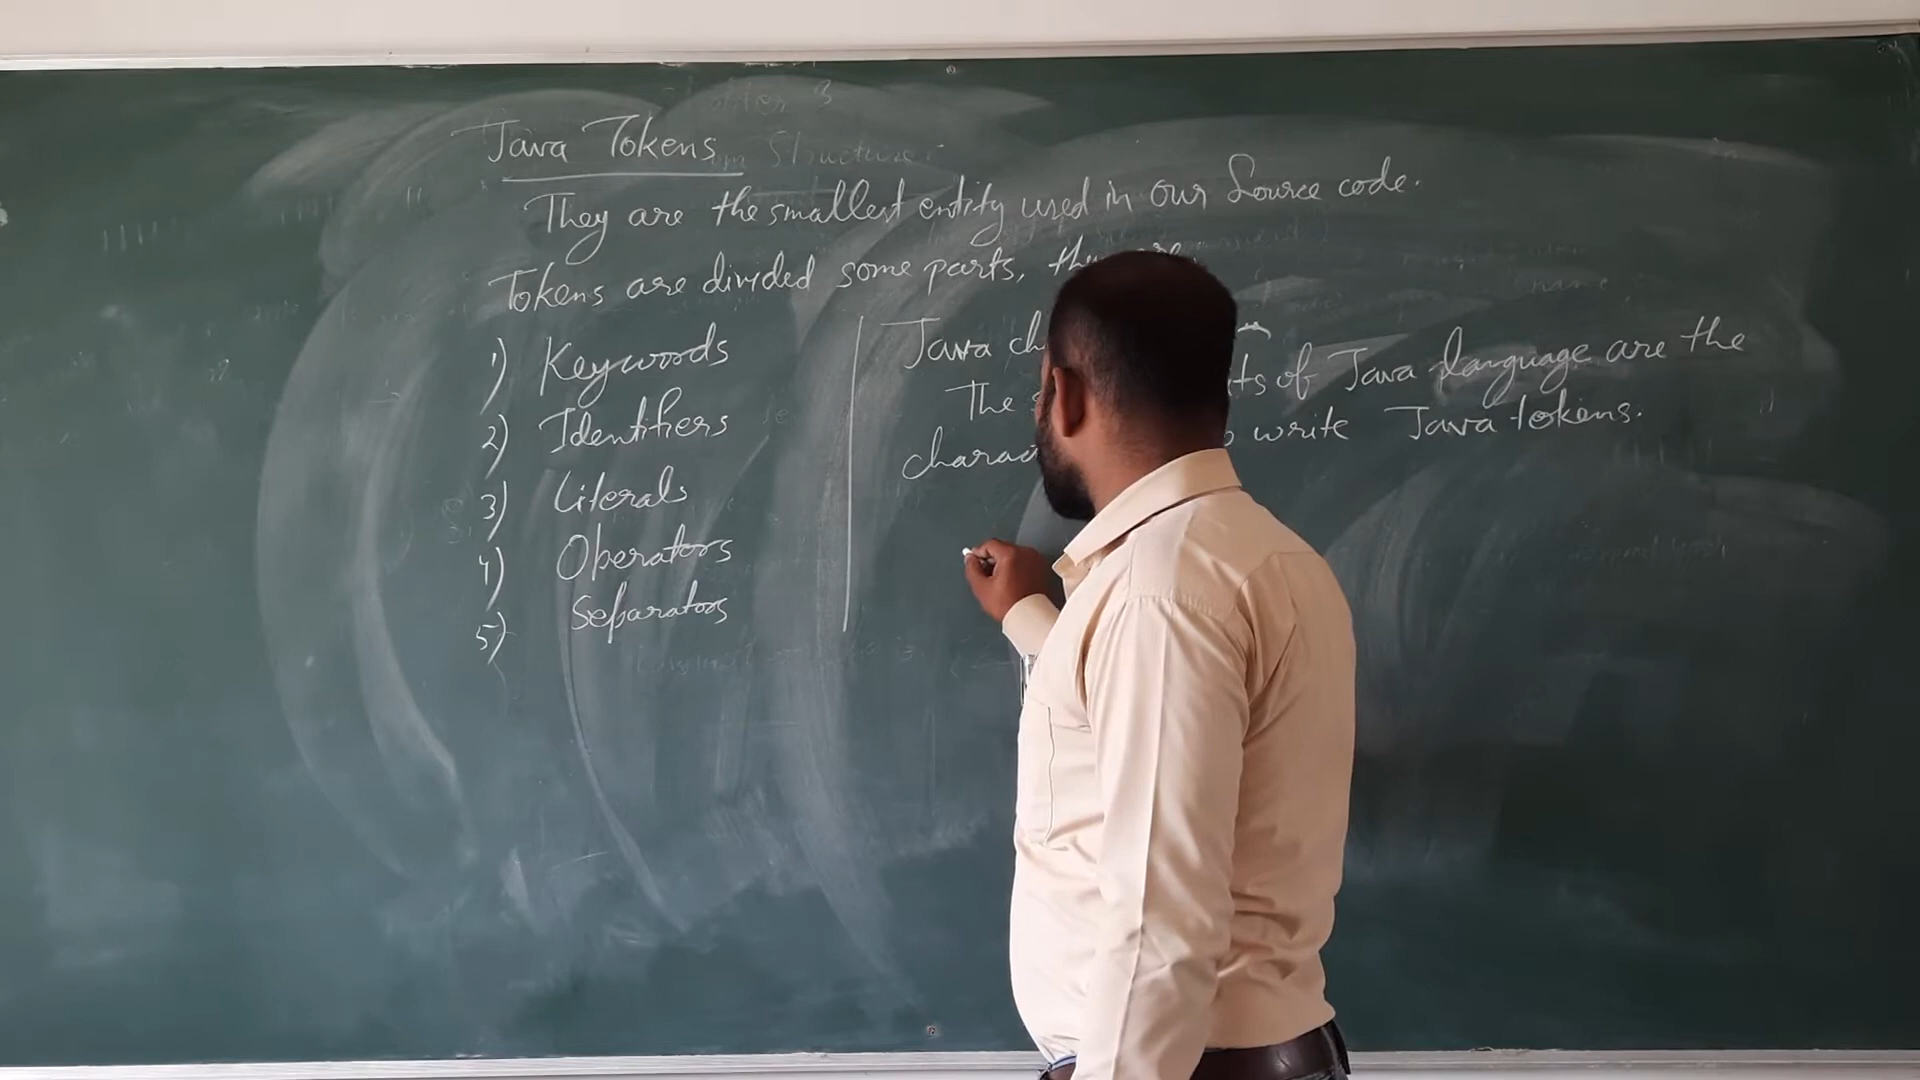 Java Tokens
They are the smallest entity used in our Source code.
Tokens are divided some parts, they are
1) Keywords
2) Identifiers
3) Literals
4) Operators
5) Separators
Java ch
The s ts of Java language are the
charac o write Java tokens.